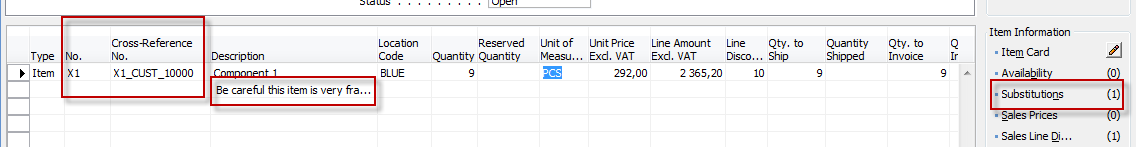 Status . . . . . . . . . Open
Type No. Cross-Reference No. Description Location Code Quantity Reserved Quantity Unit of Measu... Unit Price Excl. VAT Line Amount Excl. VAT Line Disco... Qty. to Ship Quantity Shipped Qty. to Invoice Q Ir
Item X1 X1_CUST_10000 Component 1 BLUE 9 PCS 292,00 2 365,20 10 9 9
Be careful this item is very fra...
Item Information
Item Card
Availability (0)
Substitutions (1)
Sales Prices (0)
Sales Line Di... (1)